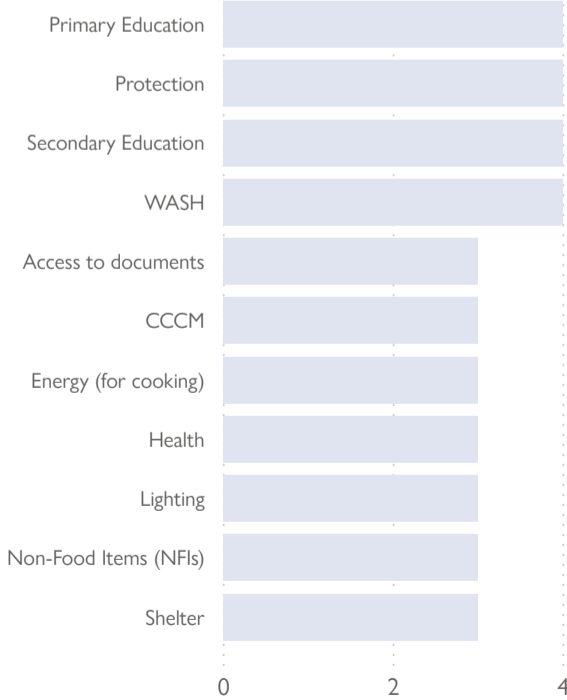 Primary Education
Protection
Secondary Education
WASH
Access to documents
CCCM
Energy (for cooking)
Health
Lighting
Non-Food Items (NFIs)
Shelter
0 2 4